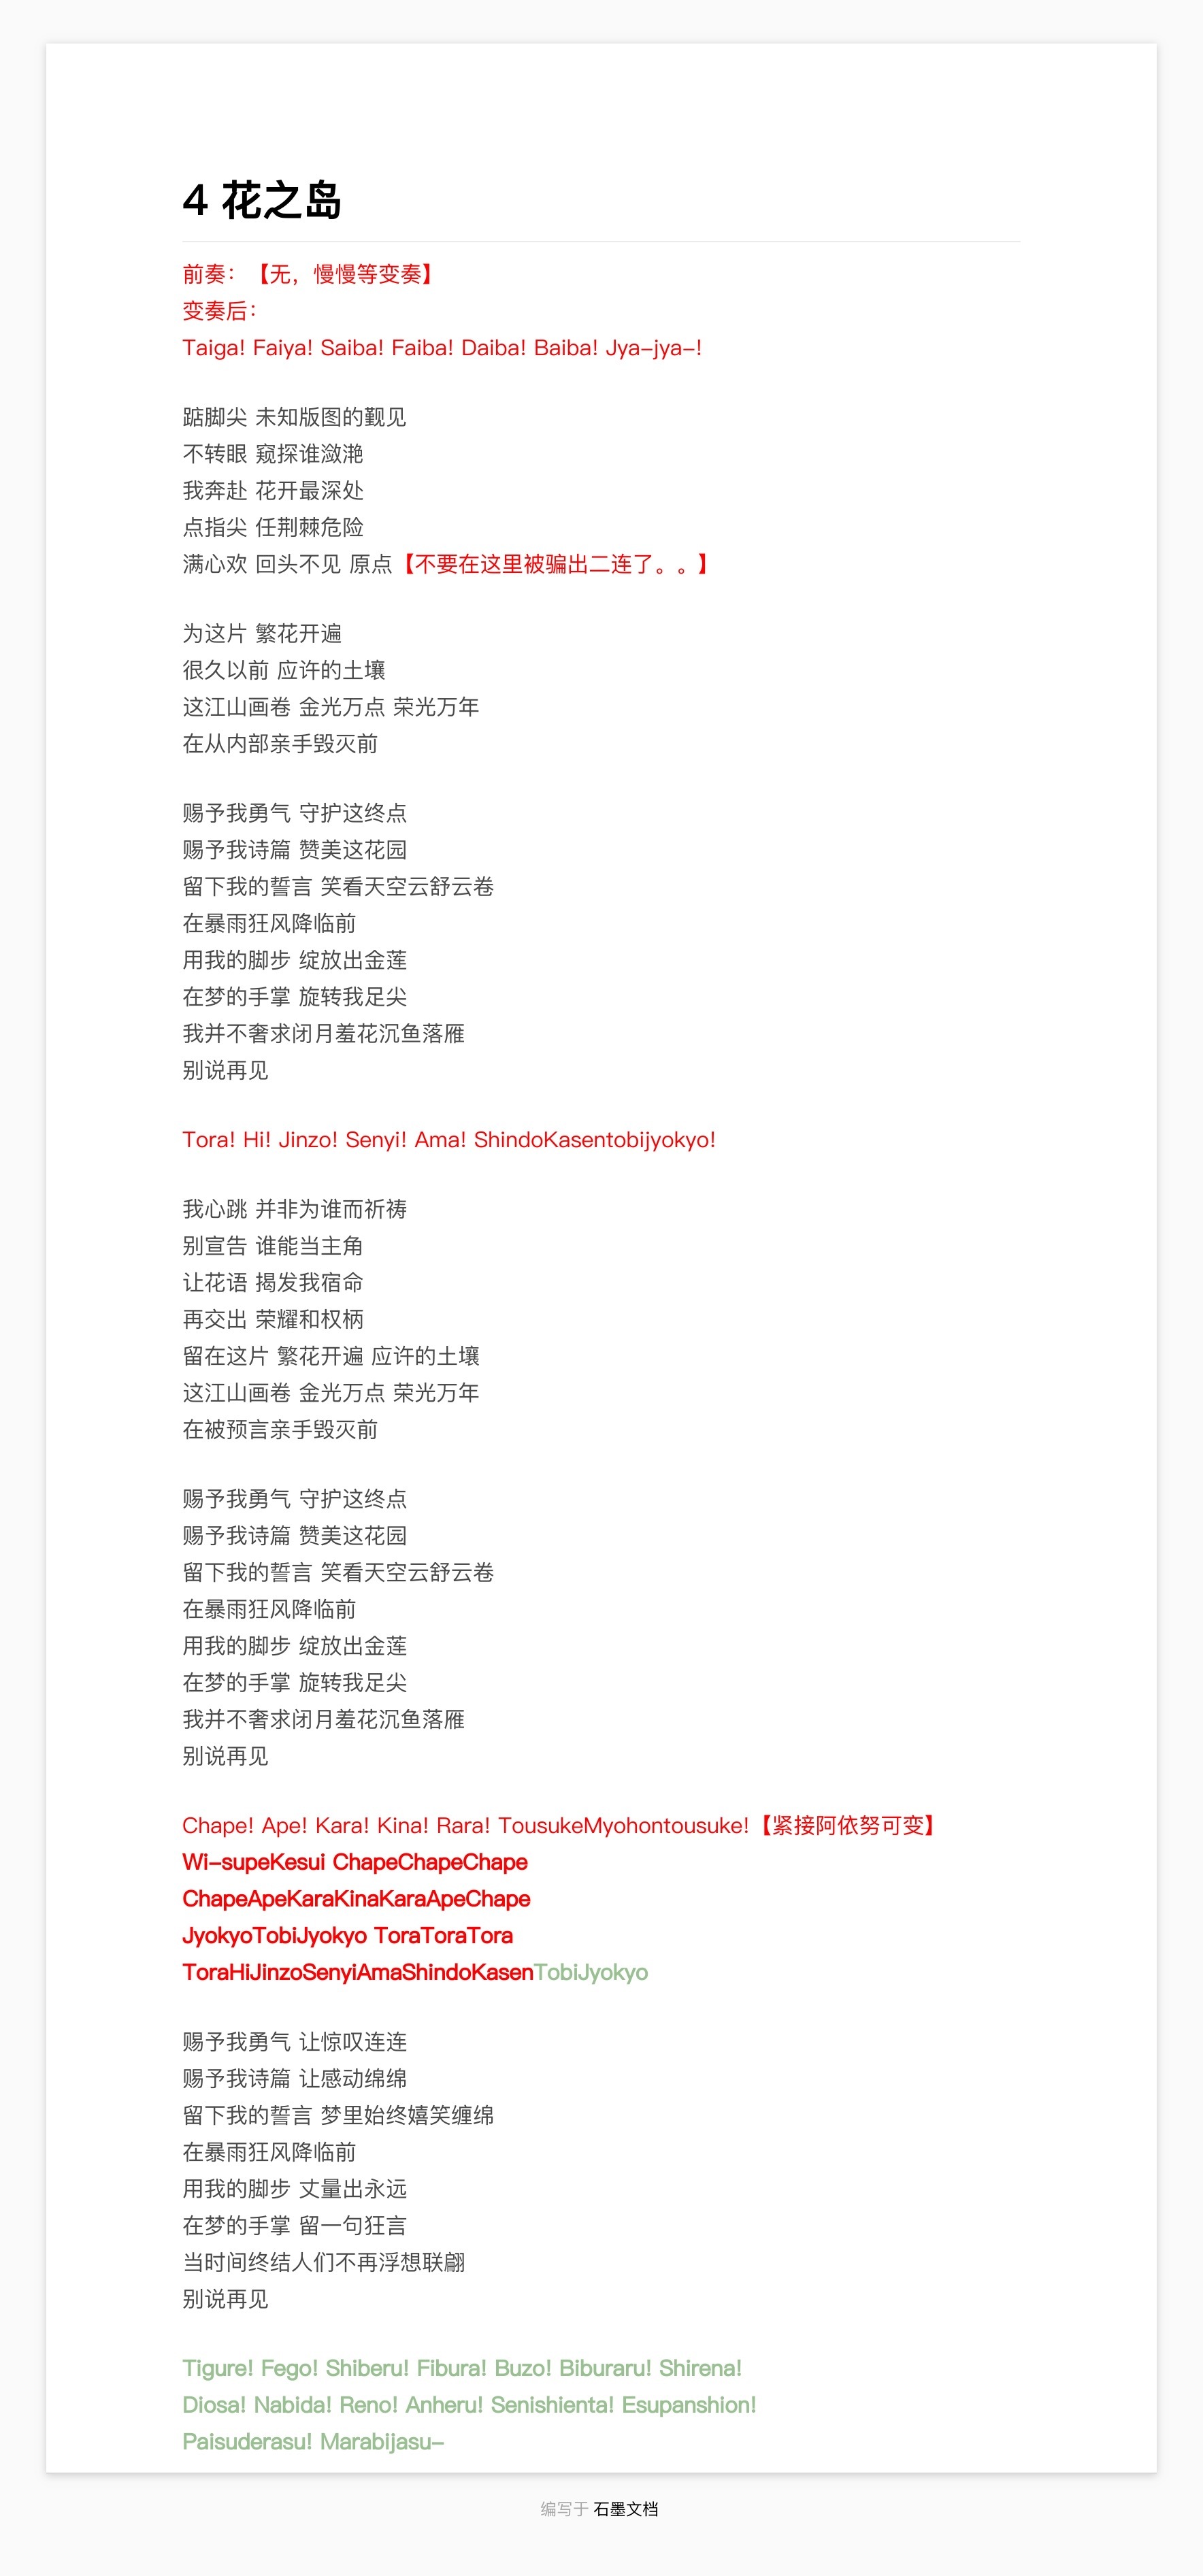 4 花之岛
前奏：【无，慢慢等变奏】
变奏后：
Taiga! Faiya! Saiba! Faiba! Daiba! Baiba! Jya-jya-!
踮脚尖 未知版图的觐见
不转眼 窥探谁潋滟
我奔赴 花开最深处
点指尖 任荆棘危险
满心欢 回头不见 原点【不要在这里被骗出二连了。。】
为这片 繁花开遍
很久以前 应许的土壤
这江山画卷 金光万点 荣光万年
在从内部亲手毁灭前
赐予我勇气 守护这终点
赐予我诗篇 赞美这花园
留下我的誓言 笑看天空云舒云卷
在暴雨狂风降临前
用我的脚步 绽放出金莲
在梦的手掌 旋转我足尖
我并不奢求闭月羞花沉鱼落雁
别说再见
Tora! Hi! Jinzo! Senyi! Ama! ShindoKasentobijyokyo!
我心跳 并非为谁而祈祷
别宣告 谁能当主角
让花语 揭发我宿命
再交出 荣耀和权柄
留在这片 繁花开遍 应许的土壤
这江山画卷 金光万点 荣光万年
在被预言亲手毁灭前
赐予我勇气 守护这终点
赐予我诗篇 赞美这花园
留下我的誓言 笑看天空云舒云卷
在暴雨狂风降临前
用我的脚步 绽放出金莲
在梦的手掌 旋转我足尖
我并不奢求闭月羞花沉鱼落雁
别说再见
Chape! Ape! Kara! Kina! Rara! TousukeMyohontousuke!【紧接阿依努可变】
Wi-supeKesui ChapeChapeChape
ChapeApeKaraKinaKaraApeChape
JyokyoTobiJyokyo ToraToraTora
ToraHiJinzoSenyiAmaShindoKasenTobiJyokyo
赐予我勇气 让惊叹连连
赐予我诗篇 让感动绵绵
留下我的誓言 梦里始终嬉笑缠绵
在暴雨狂风降临前
用我的脚步 丈量出永远
在梦的手掌 留一句狂言
当时间终结人们不再浮想联翩
别说再见
Tigure! Fego! Shiberu! Fibura! Buzo! Biburaru! Shirena!
Diosa! Nabida! Reno! Anheru! Senishienta! Esupanshion!
Paisuderasu! Marabijasu-
编写于 石墨文档